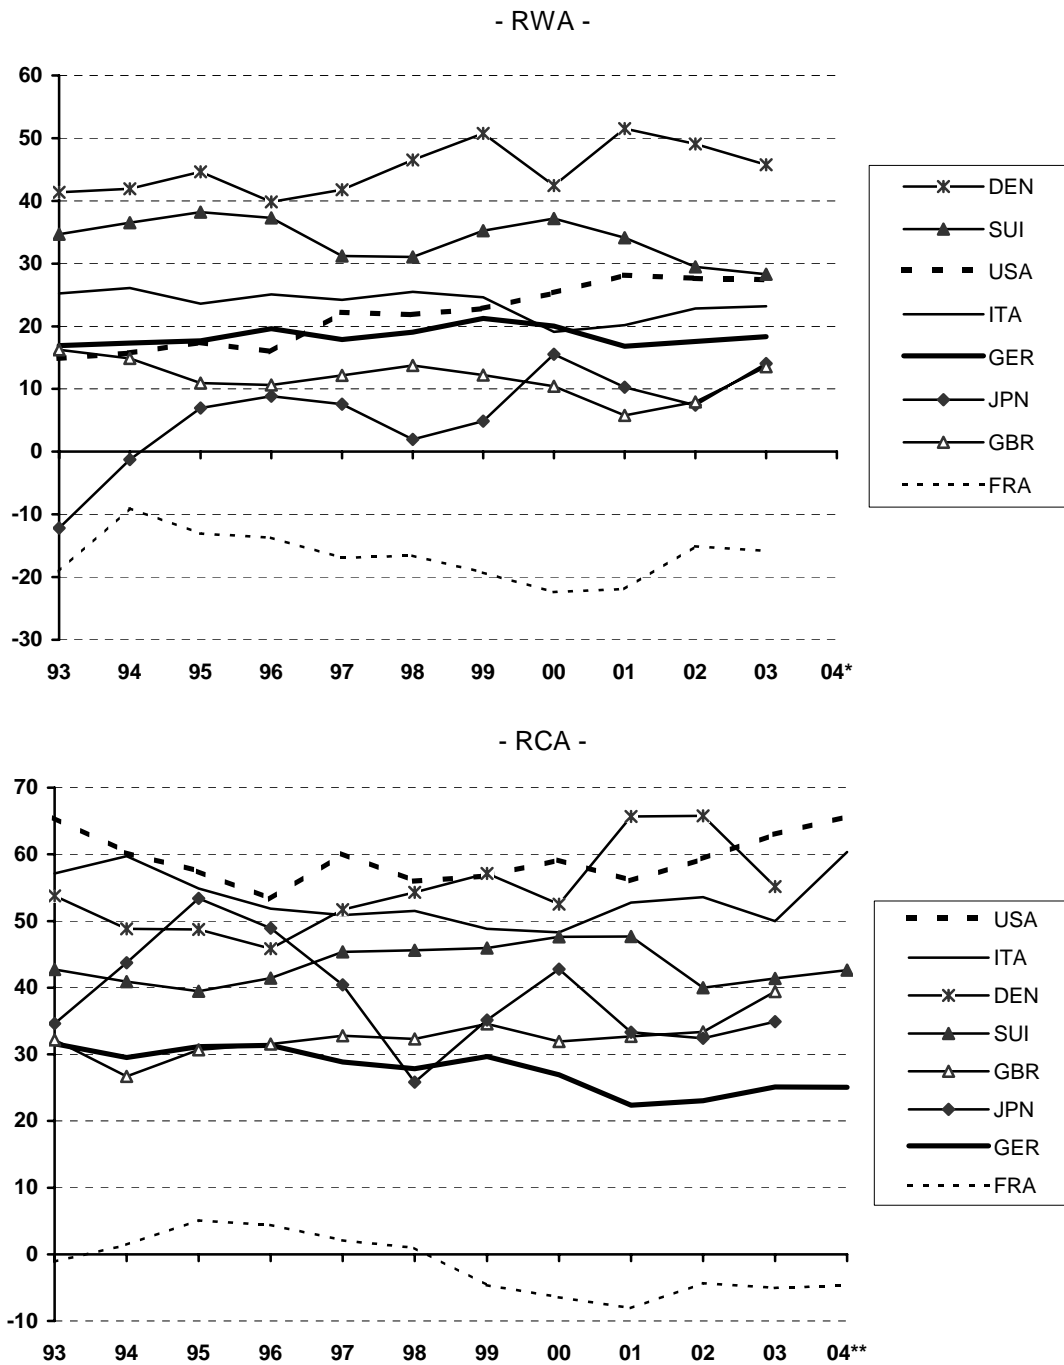 - RWA -
60
50
40
30
20
10
0
-10
-20
-30
93 94 95 96 97 98 99 00 01 02 03 04*
DEN
SUI
USA
ITA
GER
JPN
GBR
FRA
- RCA -
70
60
50
40
30
20
10
0
-10
93 94 95 96 97 98 99 00 01 02 03 04**
USA
ITA
DEN
SUI
GBR
JPN
GER
FRA